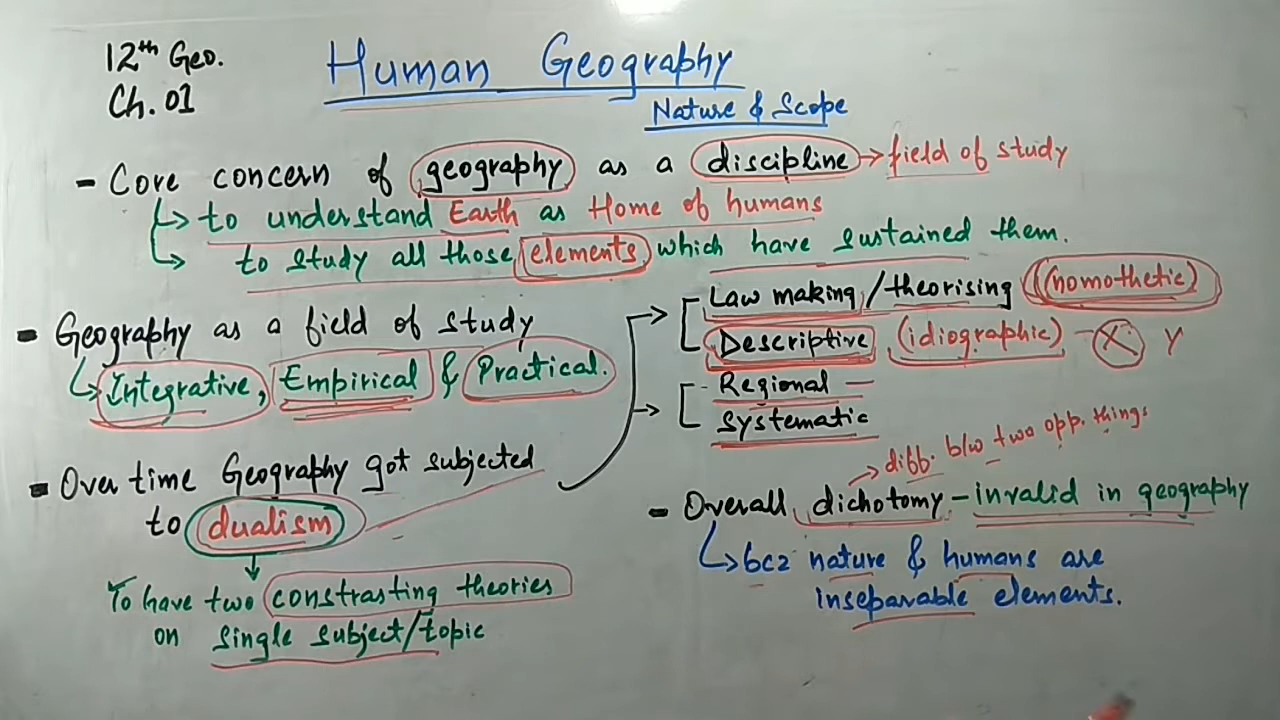 12th Geo.
Ch. 01
Human Geography
Nature & Scope
- Core concern of geography as a discipline → field of study
↳ to understand Earth as Home of humans
↳ to study all those elements which have sustained them.
- Geography as a field of study
↳ Integrative, Empirical & Practical.
- Over time Geography got subjected
to dualism
↓
To have two constrasting theories
on single subject/topic
→ [ Law making / theorising (nomothetic)
Descriptive (idiographic) - X Y
→ [ - Regional -
Systematic
→ diff. b/w two opp. things
- Overall dichotomy - invalid in geography
↳ bcz nature & humans are
inseparable elements.